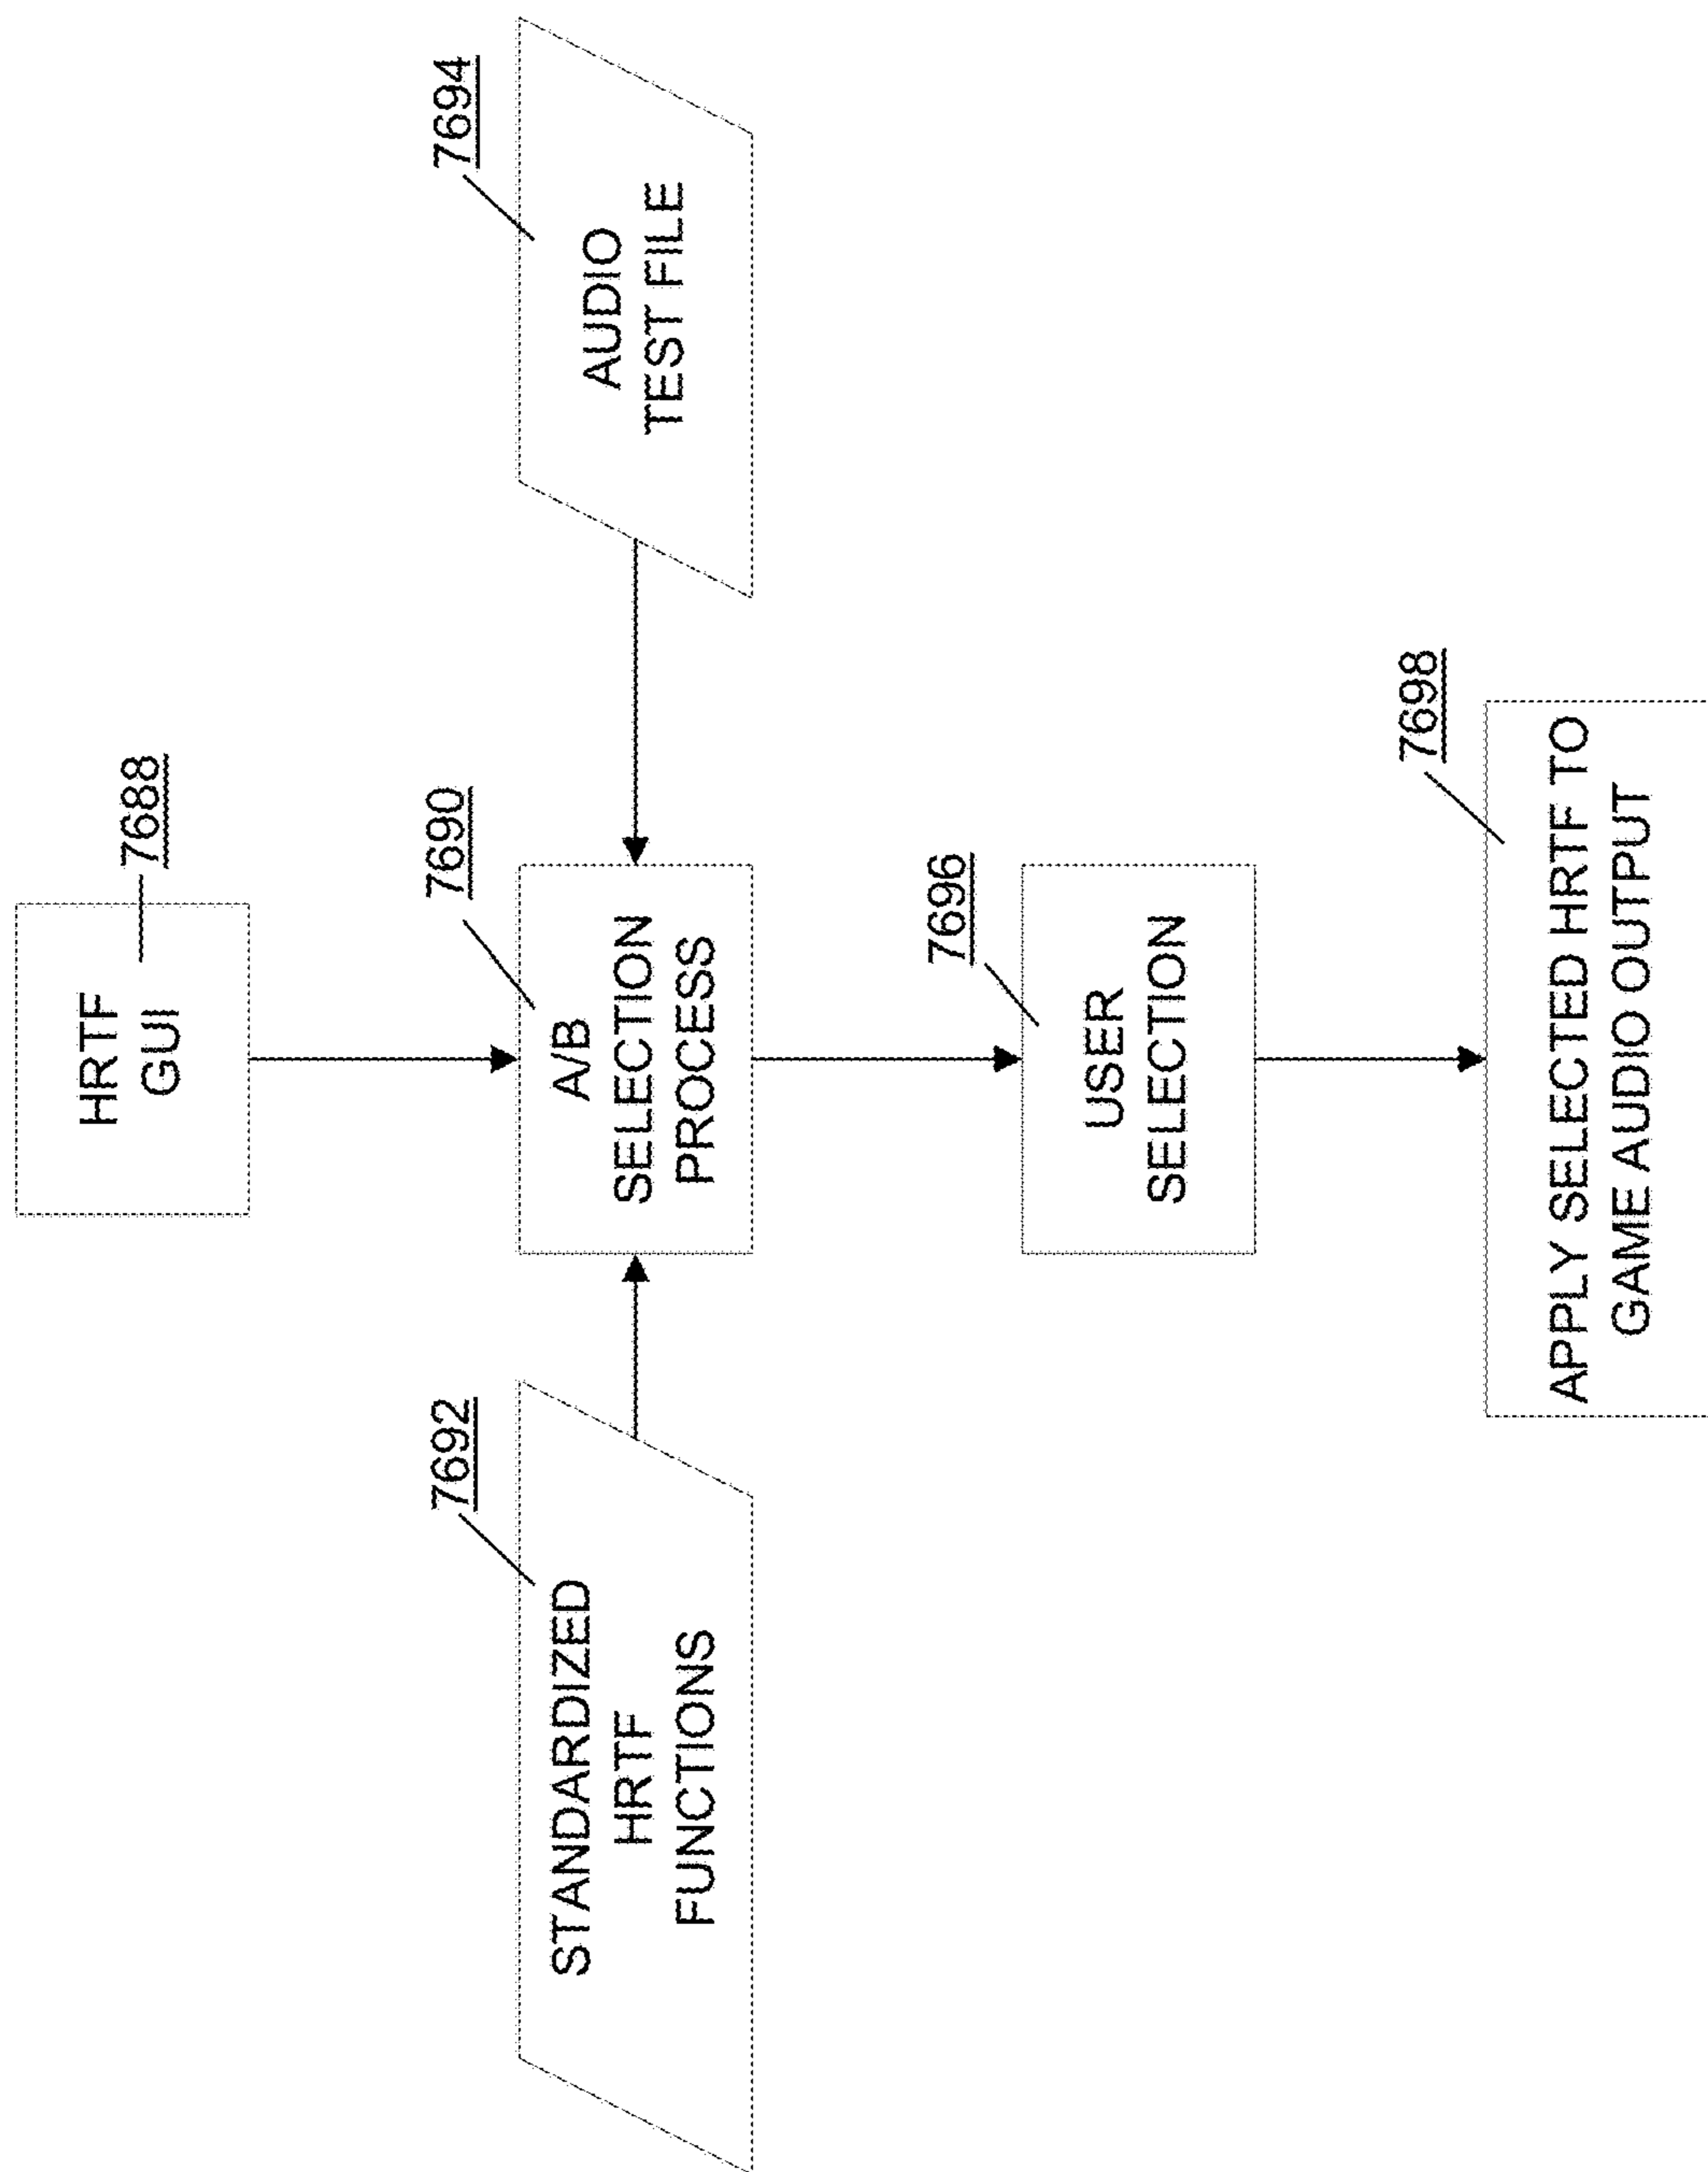 HRTF
GUI
7688
7690
A/B
SELECTION
PROCESS
7692
STANDARDIZED
HRTF
FUNCTIONS
7694
AUDIO
TEST FILE
7696
USER
SELECTION
7698
APPLY SELECTED HRTF TO
GAME AUDIO OUTPUT